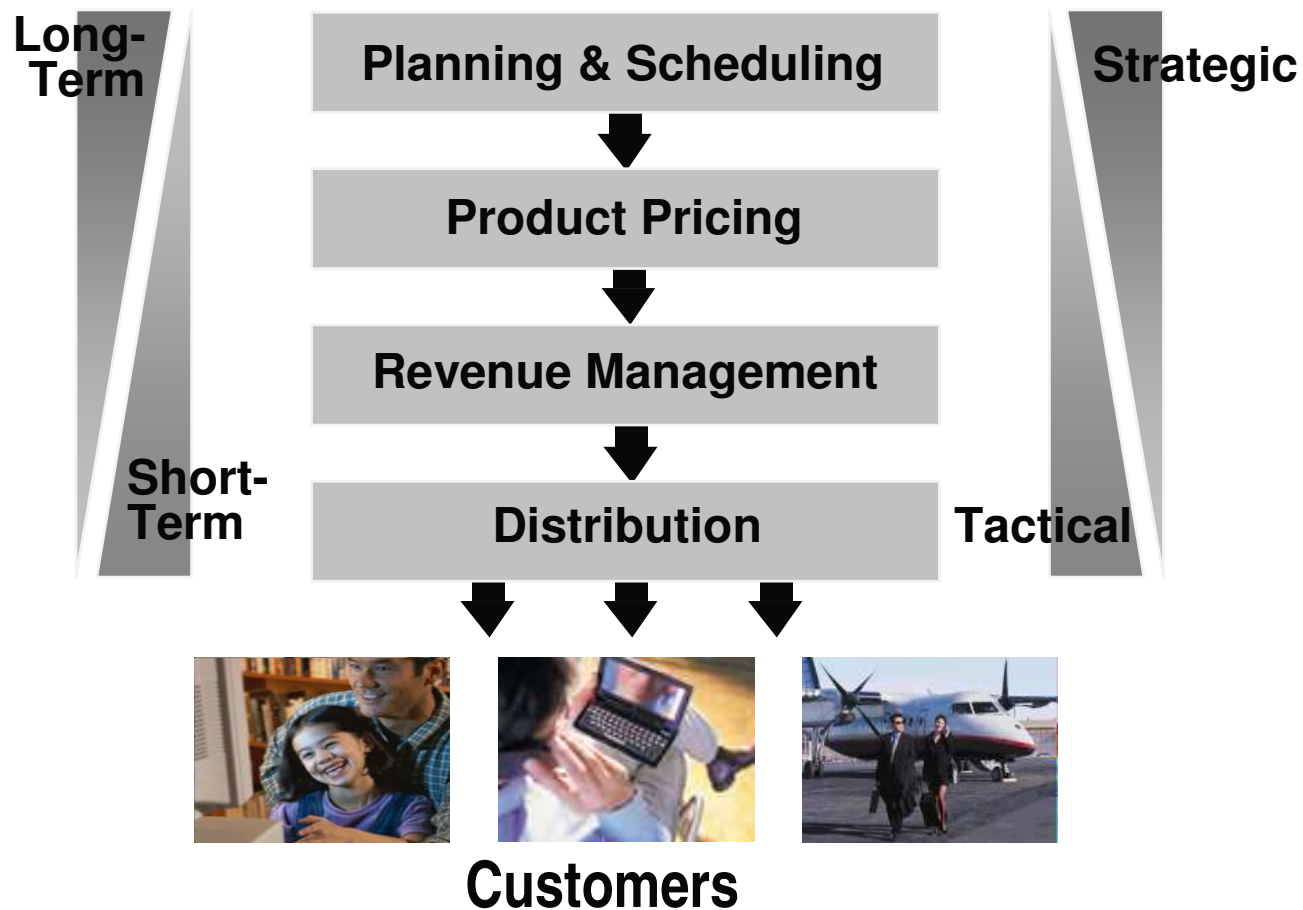 Long-
Term
Planning & Scheduling
Strategic
Product Pricing
Revenue Management
Short-
Term
Distribution
Tactical
Customers